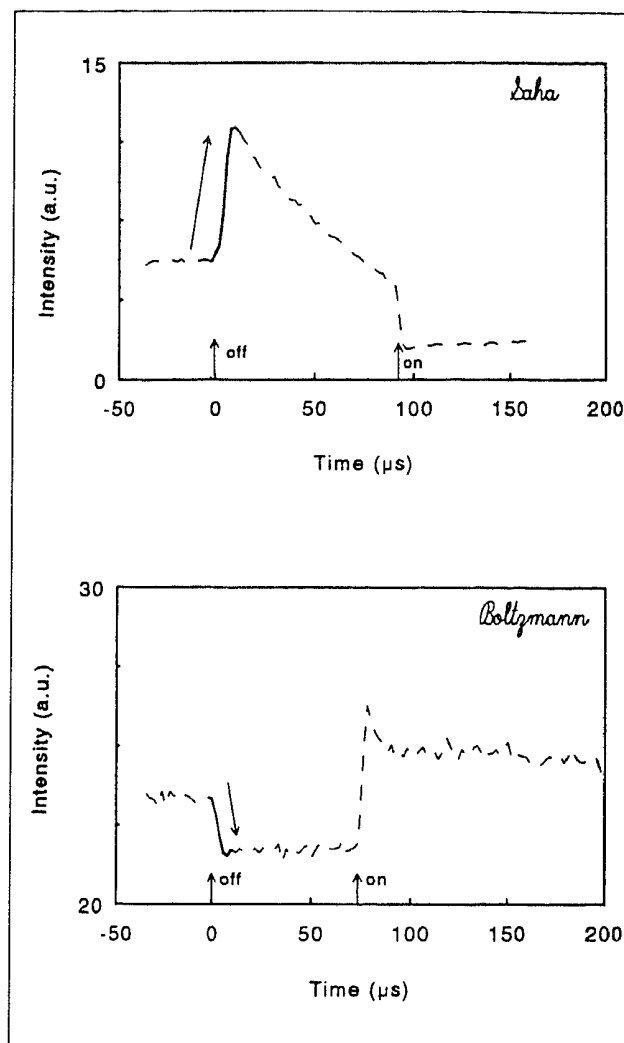 15
Saha
Intensity (a.u.)
off
on
0
-50 0 50 100 150 200
Time (μs)
30
Boltzmann
Intensity (a.u.)
off
on
20
-50 0 50 100 150 200
Time (μs)